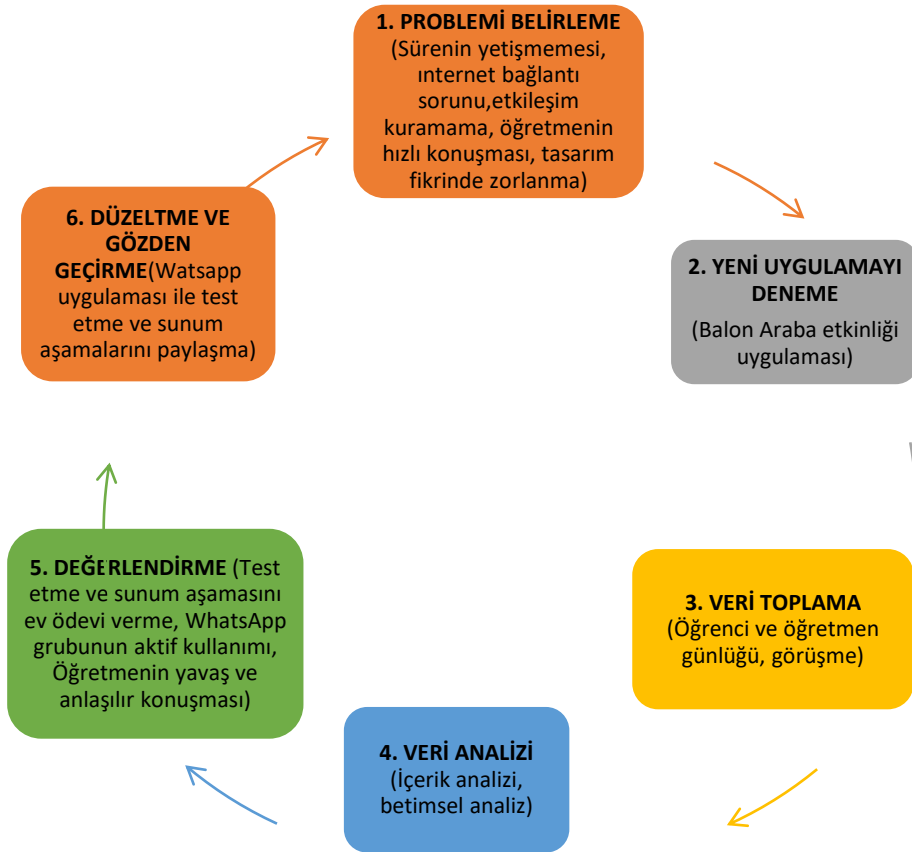 1. PROBLEMİ BELİRLEME
(Sürenin yetişmemesi,
ınternet bağlantı
sorunu,etkileşim
kuramama, öğretmenin
hızlı konuşması, tasarım
fikrinde zorlanma)
2. YENİ UYGULAMAYI
DENEME
(Balon Araba etkinliği
uygulaması)
3. VERİ TOPLAMA
(Öğrenci ve öğretmen
günlüğü, görüşme)
4. VERİ ANALİZİ
(İçerik analizi,
betimsel analiz)
5. DEĞERLENDİRME (Test
etme ve sunum aşamasını
ev ödevi verme, WhatsApp
grubunun aktif kullanımı,
Öğretmenin yavaş ve
anlaşılır konuşması)
6. DÜZELTME VE
GÖZDEN
GEÇİRME(Watsapp
uygulaması ile test
etme ve sunum
aşamalarını paylaşma)